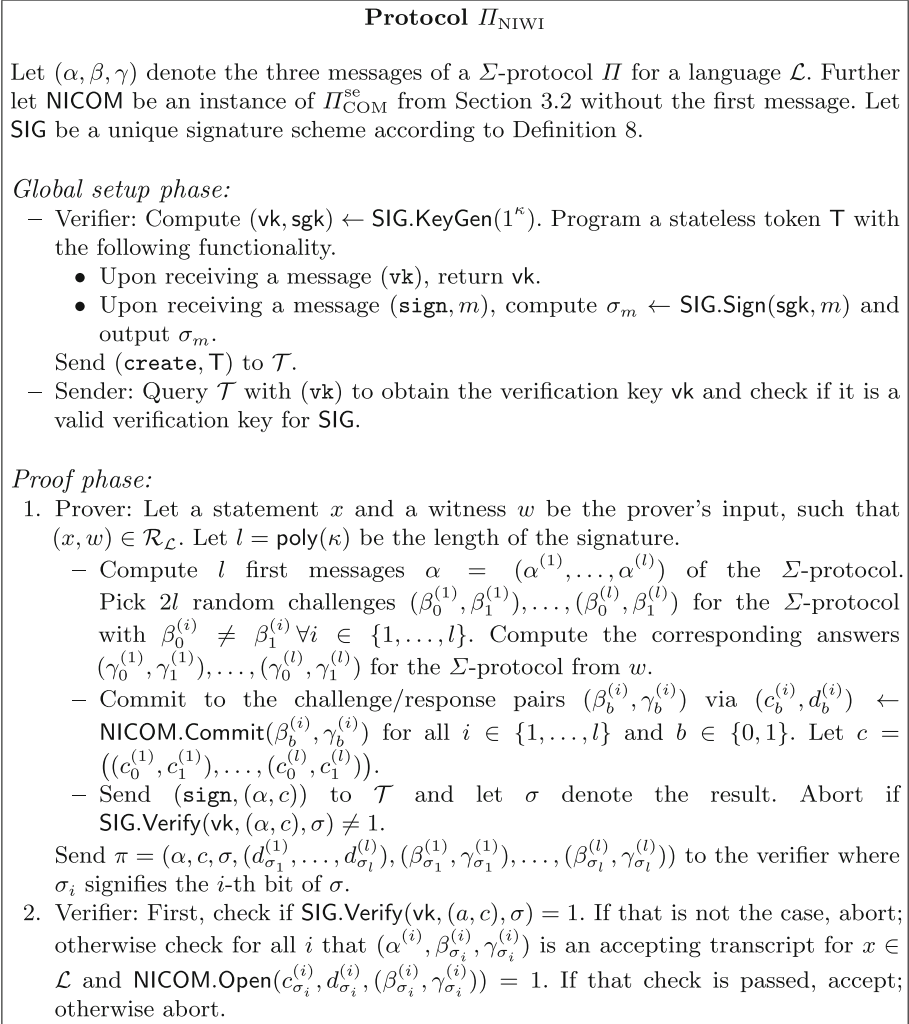 Protocol Π_NIWI
Let (α, β, γ) denote the three messages of a Σ-protocol Π for a language ℒ. Further
let NICOM be an instance of Π^se_COM from Section 3.2 without the first message. Let
SIG be a unique signature scheme according to Definition 8.
Global setup phase:
– Verifier: Compute (vk, sgk) ← SIG.KeyGen(1^κ). Program a stateless token T with
the following functionality.
• Upon receiving a message (vk), return vk.
• Upon receiving a message (sign, m), compute σ_m ← SIG.Sign(sgk, m) and
output σ_m.
Send (create, T) to 𝒯.
– Sender: Query 𝒯 with (vk) to obtain the verification key vk and check if it is a
valid verification key for SIG.
Proof phase:
1. Prover: Let a statement x and a witness w be the prover's input, such that
(x, w) ∈ ℛ_ℒ. Let l = poly(κ) be the length of the signature.
– Compute l first messages α = (α^(1), . . . , α^(l)) of the Σ-protocol.
Pick 2l random challenges (β_0^(1), β_1^(1)), . . . , (β_0^(l), β_1^(l)) for the Σ-protocol
with β_0^(i) ≠ β_1^(i) ∀i ∈ {1, . . . , l}. Compute the corresponding answers
(γ_0^(1), γ_1^(1)), . . . , (γ_0^(l), γ_1^(l)) for the Σ-protocol from w.
– Commit to the challenge/response pairs (β_b^(i), γ_b^(i)) via (c_b^(i), d_b^(i)) ←
NICOM.Commit(β_b^(i), γ_b^(i)) for all i ∈ {1, . . . , l} and b ∈ {0, 1}. Let c =
((c_0^(1), c_1^(1)), . . . , (c_0^(l), c_1^(l))).
– Send (sign, (α, c)) to 𝒯 and let σ denote the result. Abort if
SIG.Verify(vk, (α, c), σ) ≠ 1.
Send π = (α, c, σ, (d_σ_1^(1), . . . , d_σ_l^(l)), (β_σ_1^(1), γ_σ_1^(1)), . . . , (β_σ_l^(l), γ_σ_l^(l))) to the verifier where
σ_i signifies the i-th bit of σ.
2. Verifier: First, check if SIG.Verify(vk, (a, c), σ) = 1. If that is not the case, abort;
otherwise check for all i that (α^(i), β_σ_i^(i), γ_σ_i^(i)) is an accepting transcript for x ∈
ℒ and NICOM.Open(c_σ_i^(i), d_σ_i^(i), (β_σ_i^(i), γ_σ_i^(i))) = 1. If that check is passed, accept;
otherwise abort.